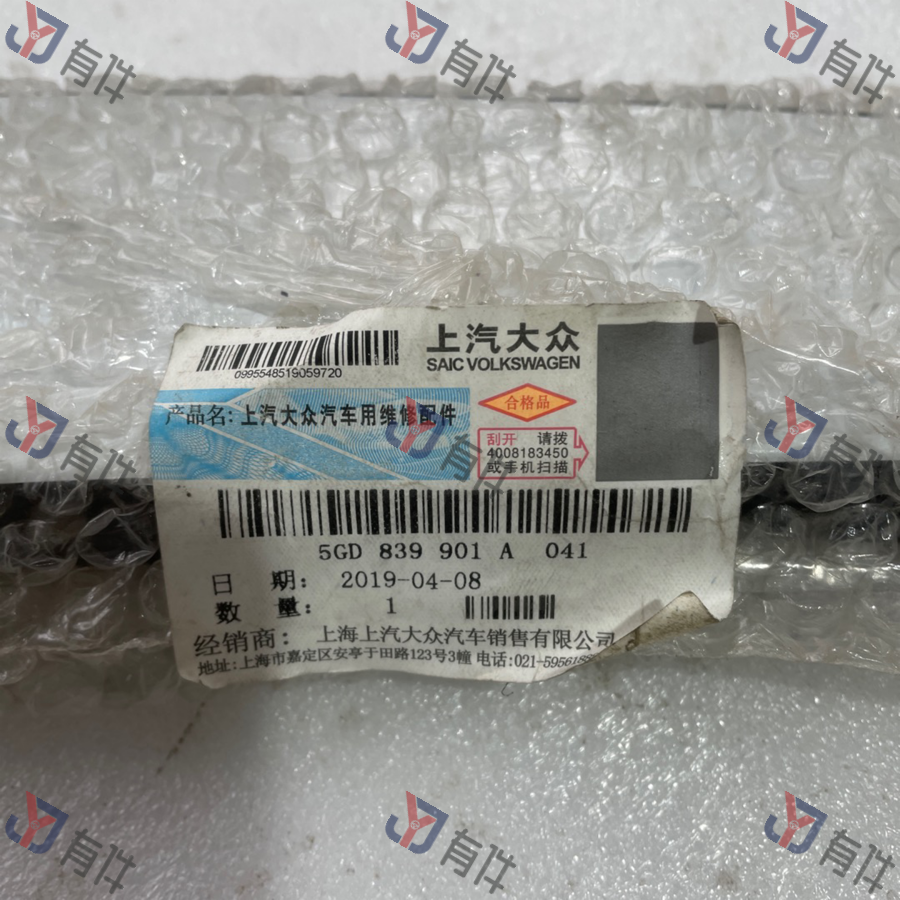 有件
有件
有件
0995548519059720
上汽大众
SAIC VOLKSWAGEN
产品名: 上汽大众汽车用维修配件
合格品
刮开 请拨
4008183450
或手机扫描
有件
有件
有件
5GD 839 901 A 041
日 期: 2019-04-08
数 量: 1
经销商: 上海上汽大众汽车销售有限公司
地址:上海市嘉定区安亭于田路123号3幢 电话:021-595618
有件
有件
有件